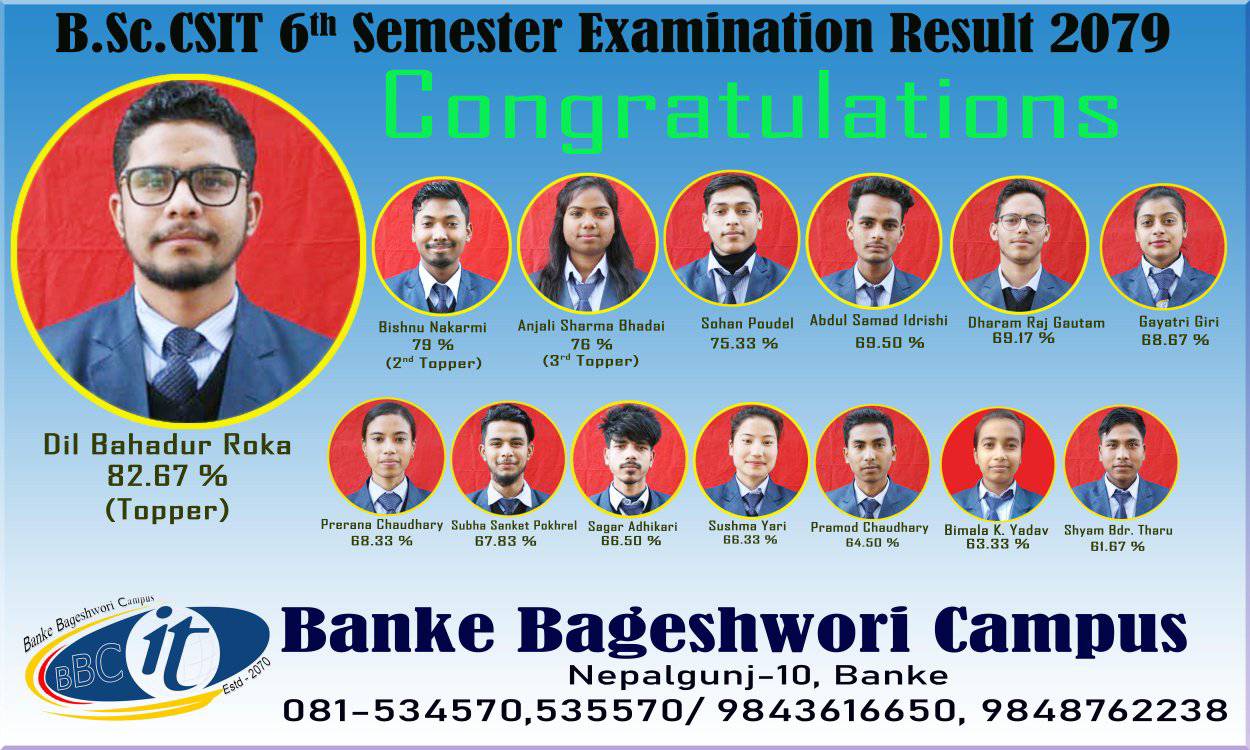 B.Sc.CSIT 6th Semester Examination Result 2079
Congratulations
Dil Bahadur Roka
82.67 %
(Topper)
Bishnu Nakarmi
79 %
(2nd Topper)
Anjali Sharma Bhadai
76 %
(3rd Topper)
Sohan Poudel
75.33 %
Abdul Samad Idrishi
69.50 %
Dharam Raj Gautam
69.17 %
Gayatri Giri
68.67 %
Prerana Chaudhary
68.33 %
Subha Sanket Pokhrel
67.83 %
Sagar Adhikari
66.50 %
Sushma Yari
66.33 %
Pramod Chaudhary
64.50 %
Bimala K. Yadav
63.33 %
Shyam Bdr. Tharu
61.67 %
Banke Bageshwori Campus
BBC it
Estd - 2070
Banke Bageshwori Campus
Nepalgunj-10, Banke
081-534570,535570/ 9843616650, 9848762238